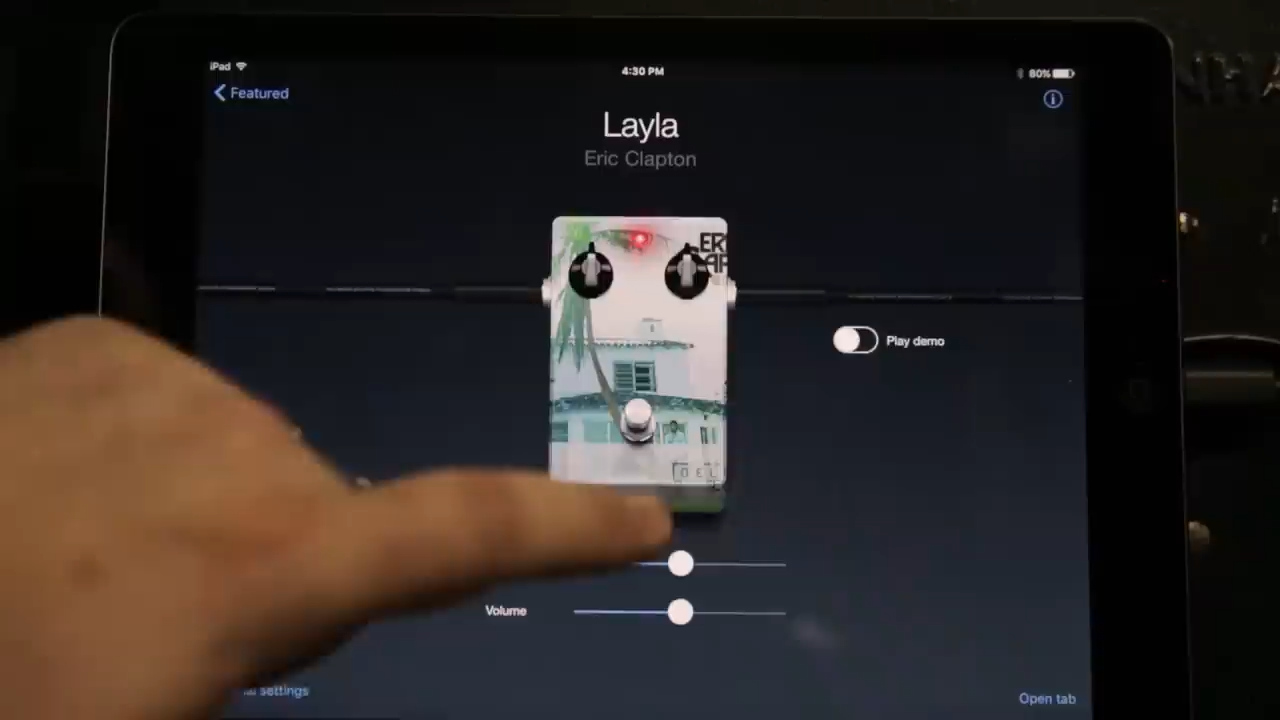 iPad
4:30 PM
80%
Featured
Layla
Eric Clapton
Play demo
Volume
settings
Open tab